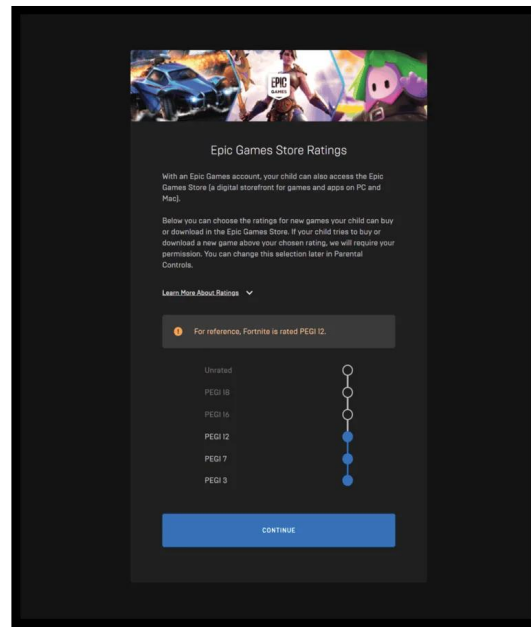 EPIC
GAMES
Epic Games Store Ratings
With an Epic Games account, your child can also access the Epic
Games Store (a digital storefront for games and apps on PC and
Mac).
Below you can choose the ratings for new games your child can buy
or download in the Epic Games Store. If your child tries to buy or
download a new game above your chosen rating, we will require your
permission. You can change this selection later in Parental
Controls.
Learn More About Ratings
For reference, Fortnite is rated PEGI 12.
Unrated
PEGI 18
PEGI 16
PEGI 12
PEGI 7
PEGI 3
CONTINUE